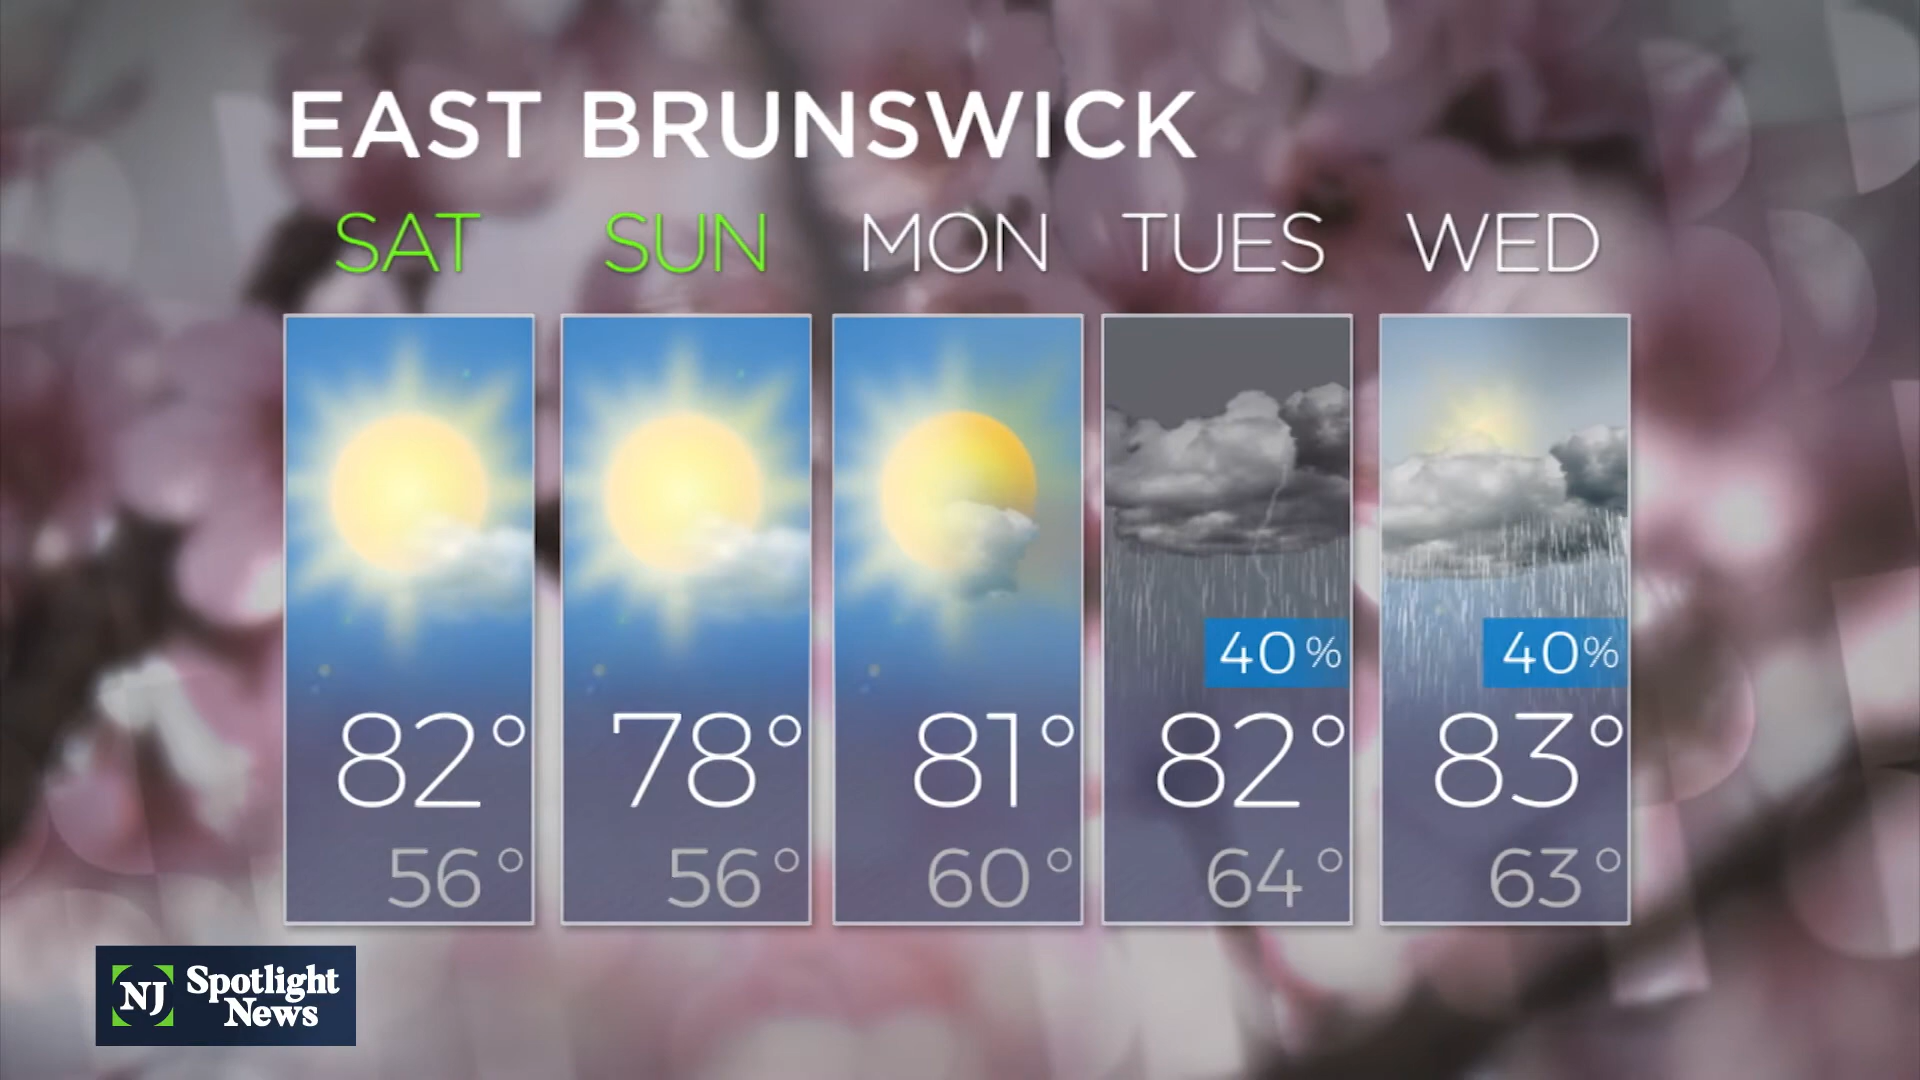 EAST BRUNSWICK
SAT SUN MON TUES WED
40% 40%
82° 78° 81° 82° 83°
56° 56° 60° 64° 63°
NJ Spotlight
News